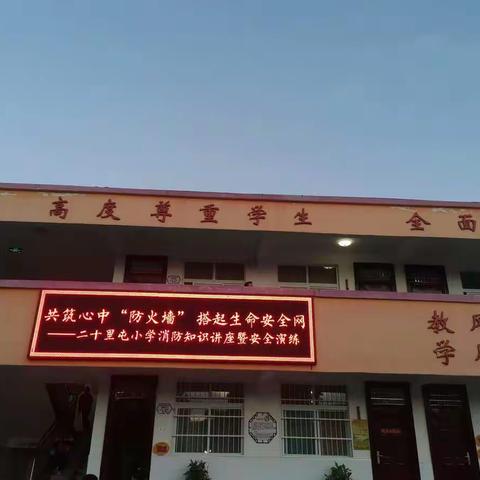 高度尊重学生 全面
共筑心中“防火墙” 搭起生命安全网
——二十里屯小学消防知识讲座暨安全演练
教风
学风